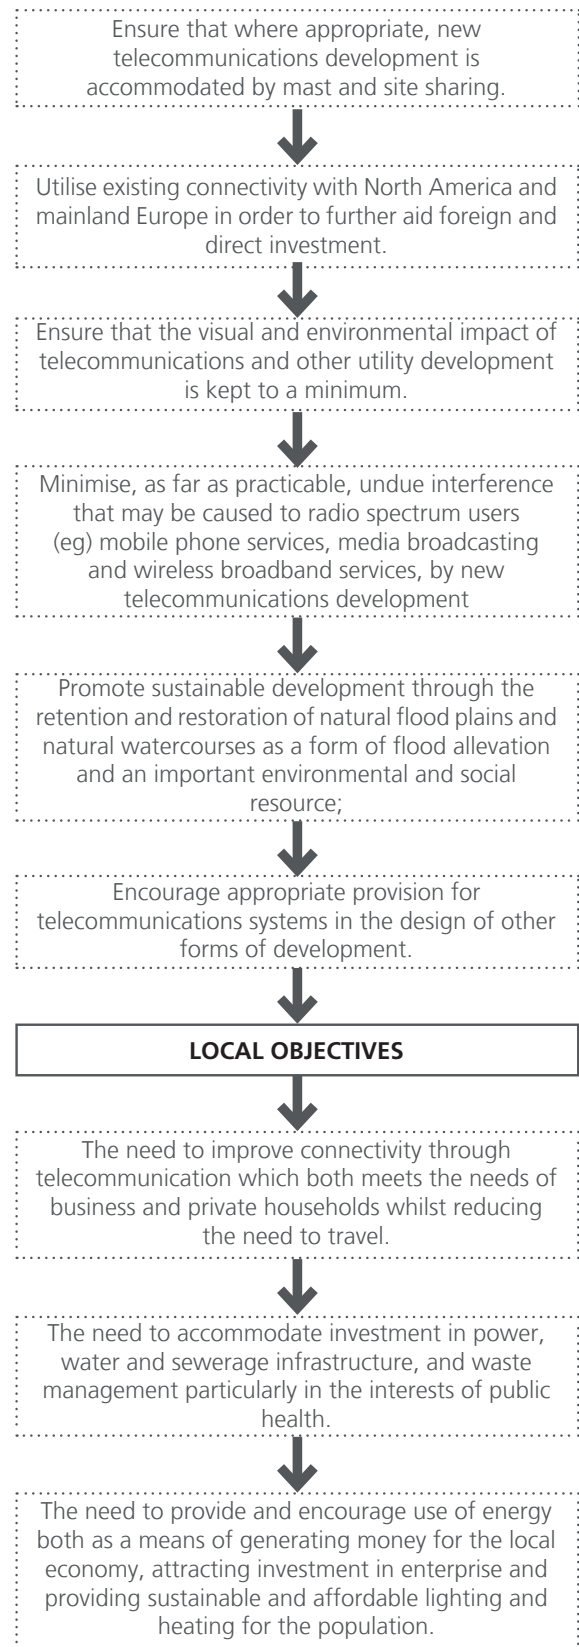 Ensure that where appropriate, new
telecommunications development is
accommodated by mast and site sharing.
Utilise existing connectivity with North America and
mainland Europe in order to further aid foreign and
direct investment.
Ensure that the visual and environmental impact of
telecommunications and other utility development
is kept to a minimum.
Minimise, as far as practicable, undue interference
that may be caused to radio spectrum users
(eg) mobile phone services, media broadcasting
and wireless broadband services, by new
telecommunications development
Promote sustainable development through the
retention and restoration of natural flood plains and
natural watercourses as a form of flood allevation
and an important environmental and social
resource;
Encourage appropriate provision for
telecommunications systems in the design of other
forms of development.
LOCAL OBJECTIVES
The need to improve connectivity through
telecommunication which both meets the needs of
business and private households whilst reducing
the need to travel.
The need to accommodate investment in power,
water and sewerage infrastructure, and waste
management particularly in the interests of public
health.
The need to provide and encourage use of energy
both as a means of generating money for the local
economy, attracting investment in enterprise and
providing sustainable and affordable lighting and
heating for the population.